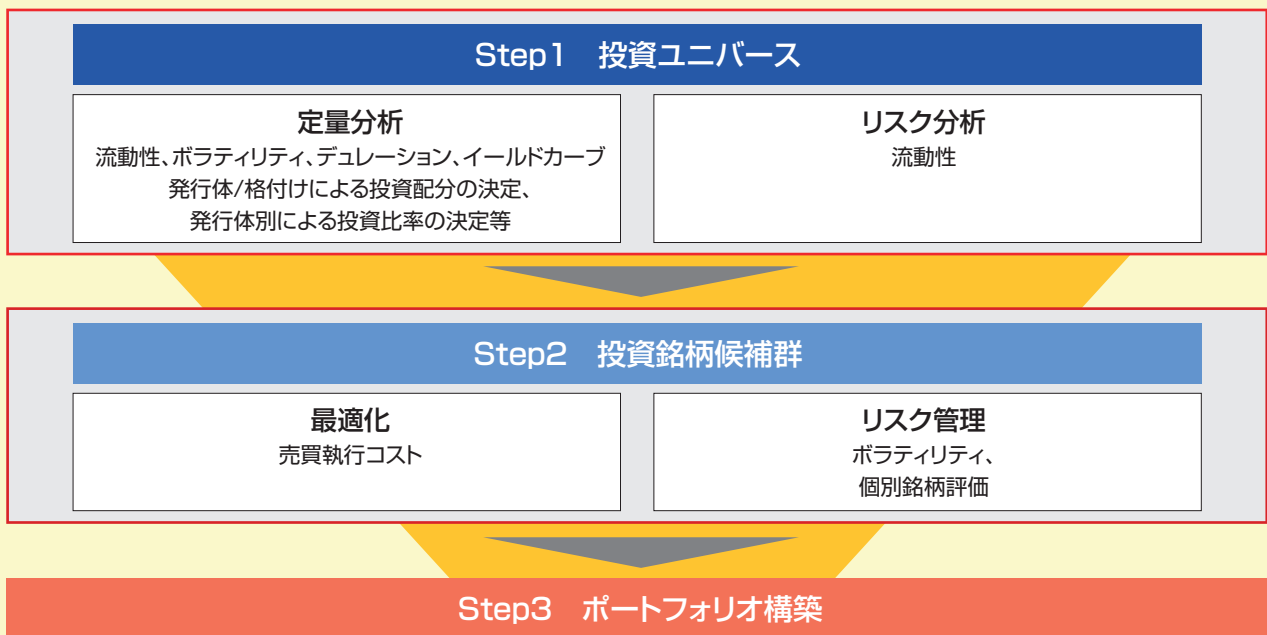 Step1 投資ユニバース
定量分析
流動性、ボラティリティ、デュレーション、イールドカーブ
発行体/格付けによる投資配分の決定、
発行体別による投資比率の決定等
リスク分析
流動性
Step2 投資銘柄候補群
最適化
売買執行コスト
リスク管理
ボラティリティ、
個別銘柄評価
Step3 ポートフォリオ構築